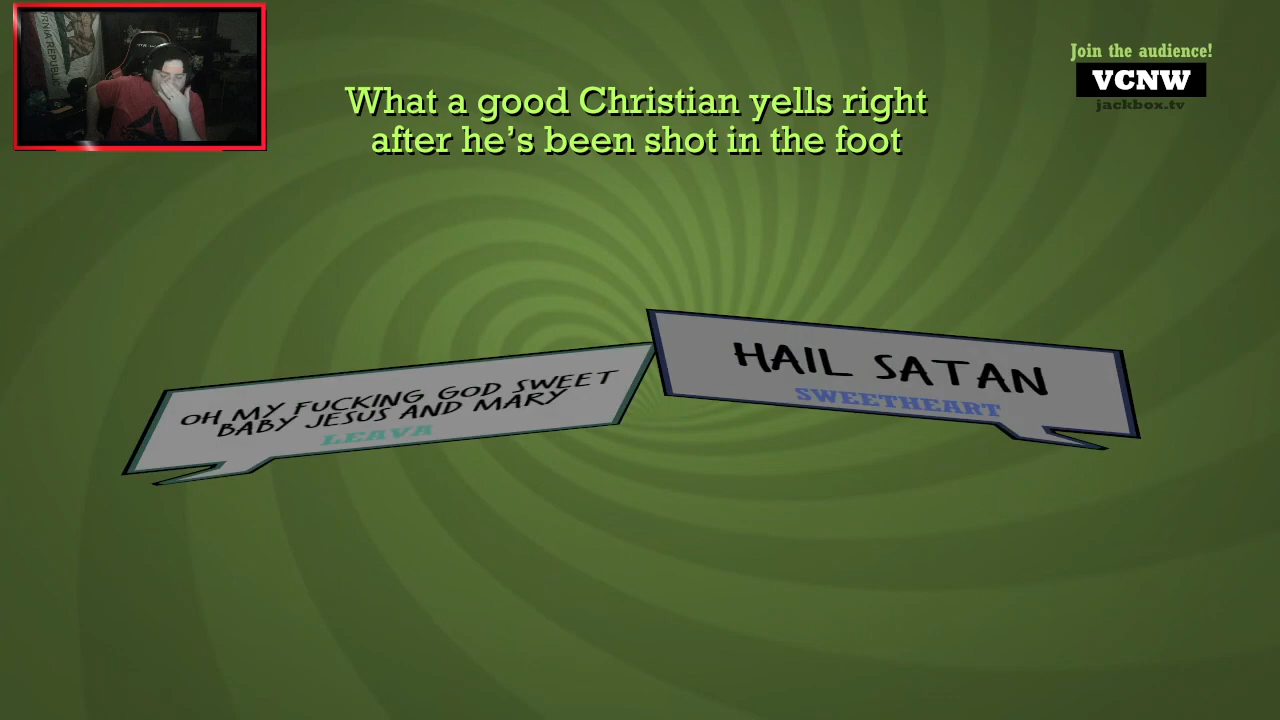 Join the audience!
VCNW
jackbox.tv
What a good Christian yells right
after he's been shot in the foot
OH MY FUCKING GOD SWEET
BABY JESUS AND MARY
LEAVA
HAIL SATAN
SWEETHEART